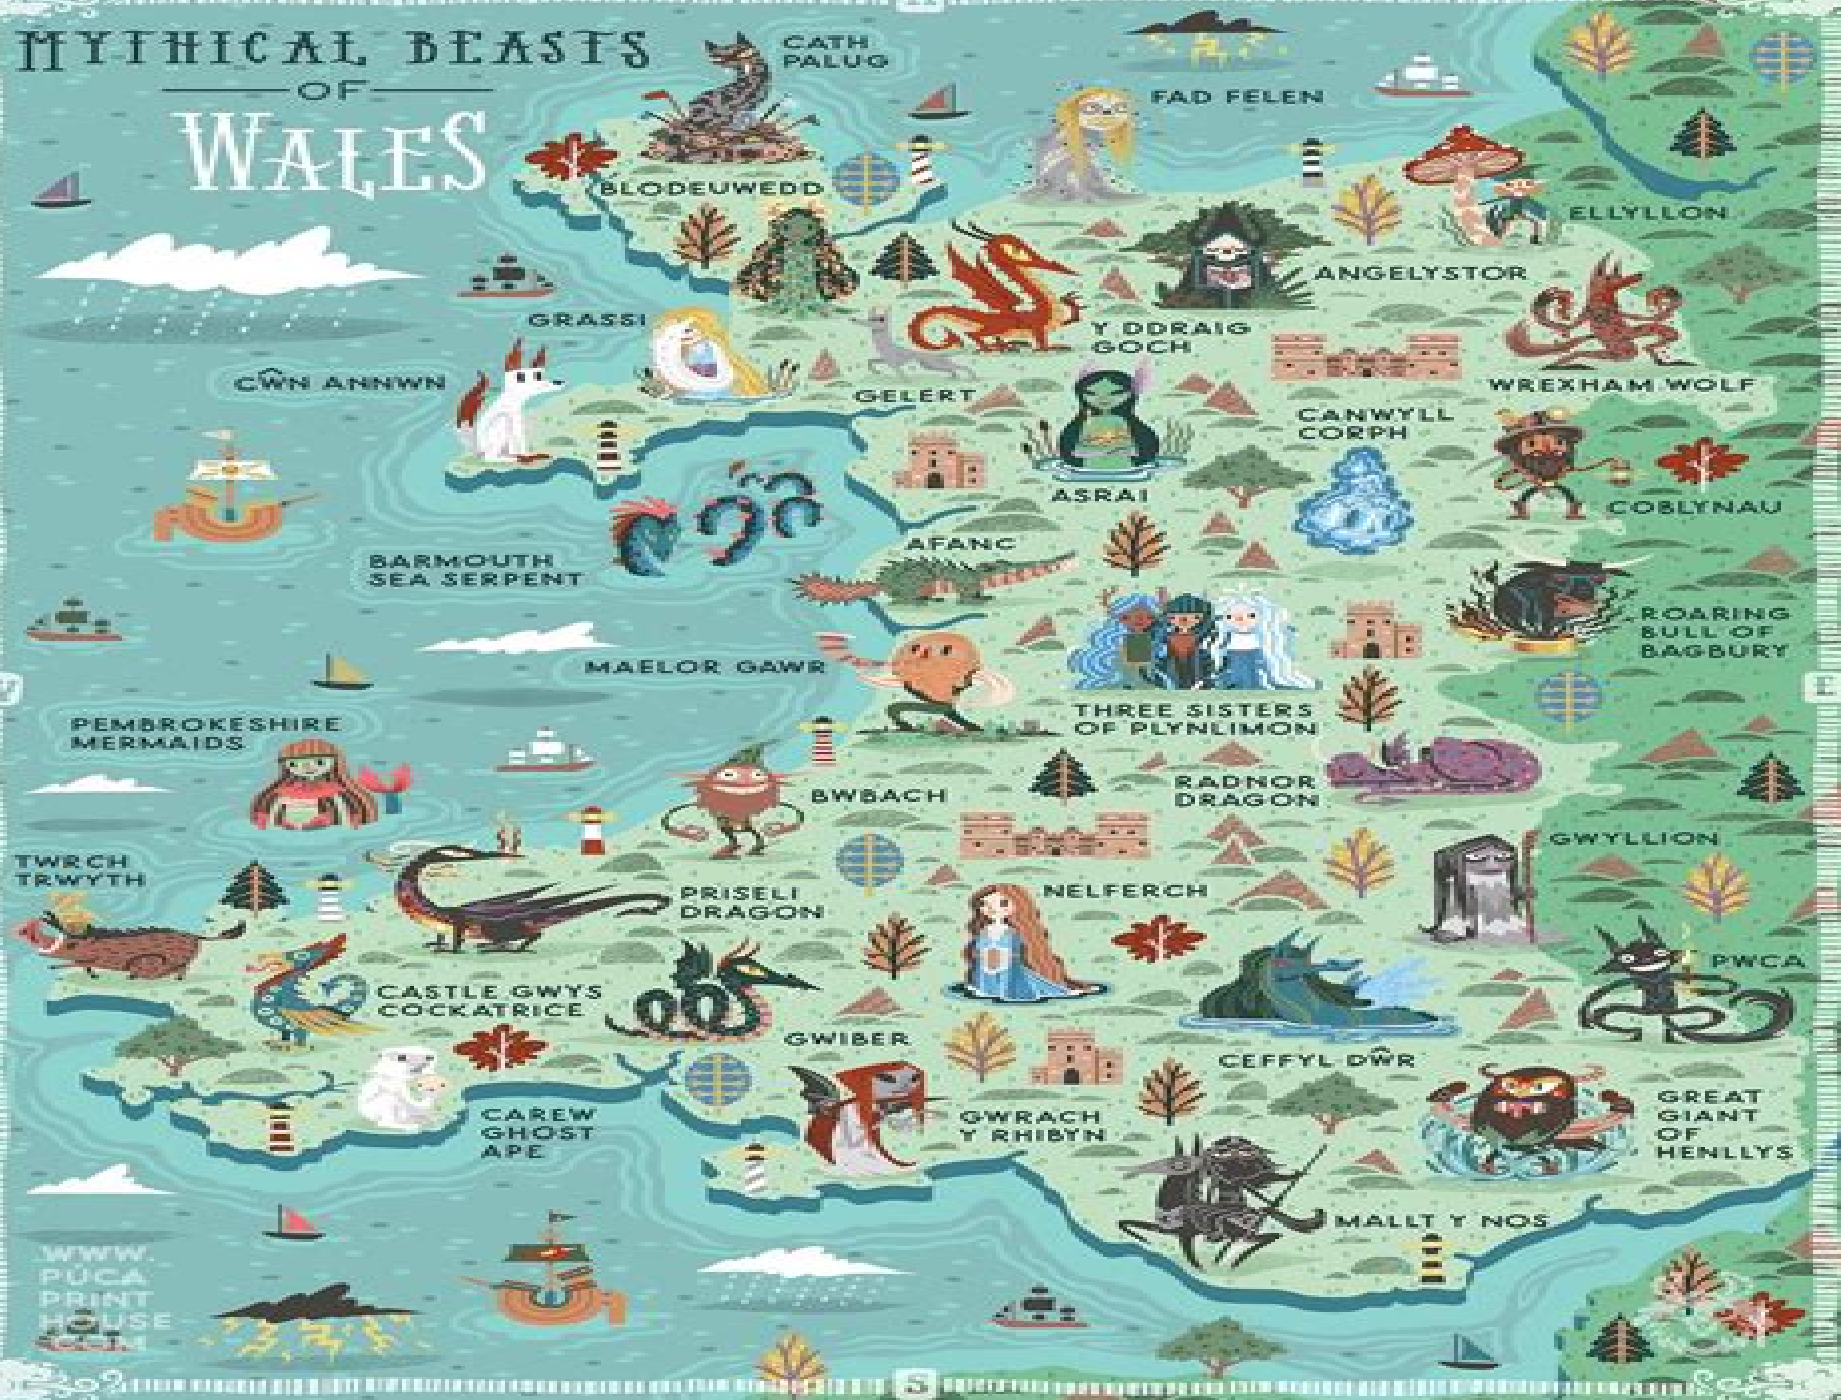 MYTHICAL BEASTS
OF
WALES
CATH
PALUG
FAD FELEN
BLODEUWEDD
ELLYLLON
ANGELYSTOR
GRASSI
Y DDRAIG
GOCH
CŴN ANNWN
GELERT
WREXHAM WOLF
CANWYLL
CORPH
ASRAI
COBLYNAU
AFANC
BARMOUTH
SEA SERPENT
ROARING
BULL OF
BAGBURY
MAELOR GAWR
THREE SISTERS
OF PLYNLIMON
PEMBROKESHIRE
MERMAIDS
RADNOR
DRAGON
BWBACH
GWYLLION
TWRCH
TRWYTH
PRISELI
DRAGON
NELFERCH
PWCA
CASTLE GWYS
COCKATRICE
GWIBER
CEFFYL DŴR
CAREW
GHOST
APE
GWRACH
Y RHIBYN
GREAT
GIANT
OF
HENLLYS
MALLT Y NOS
WWW.
PÚCA
PRINT
HOUSE
.COM
E
S